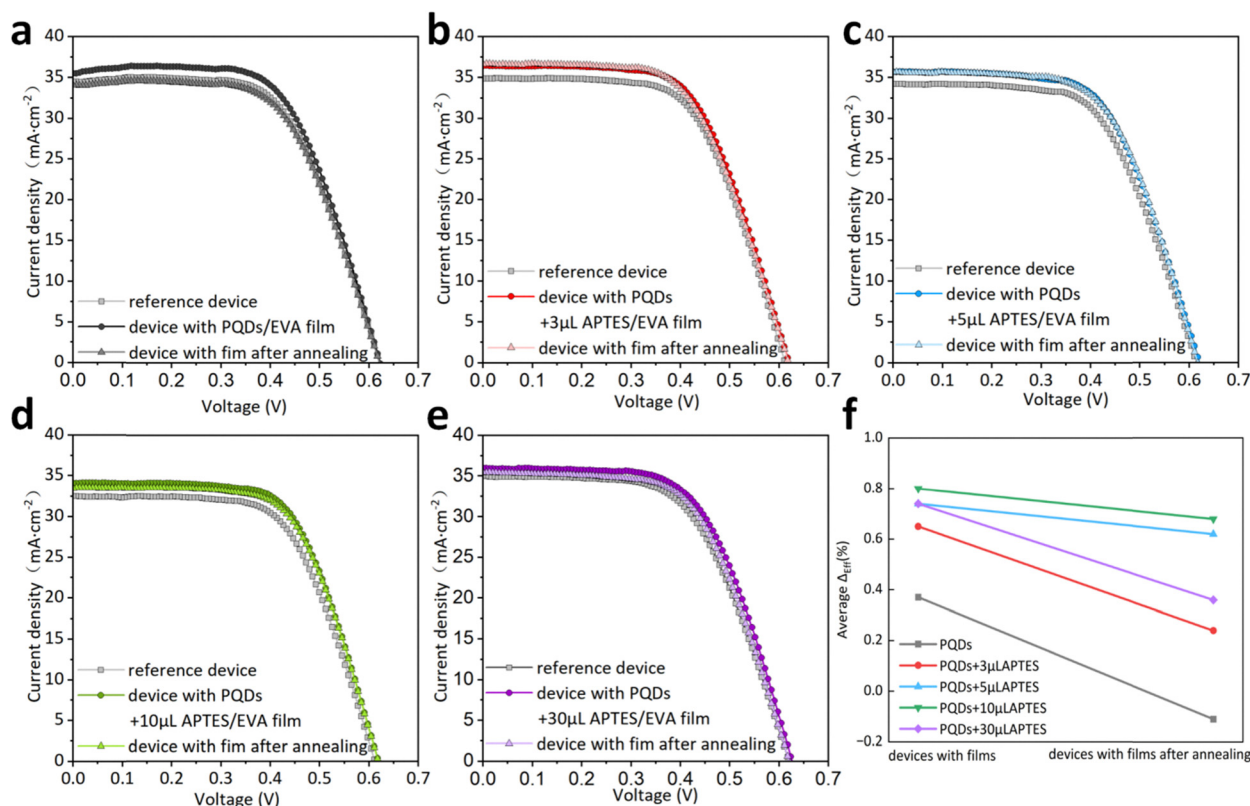 a
40
35
30
25
20
15
10
5
0
Current density（mA·cm⁻²）
reference device
device with PQDs/EVA film
device with fim after annealing
0.0 0.1 0.2 0.3 0.4 0.5 0.6 0.7
Voltage (V)
b
40
35
30
25
20
15
10
5
0
Current density（mA·cm⁻²）
reference device
device with PQDs
+3μL APTES/EVA film
device with fim after annealing
0.0 0.1 0.2 0.3 0.4 0.5 0.6 0.7
Voltage (V)
c
40
35
30
25
20
15
10
5
0
Current density（mA·cm⁻²）
reference device
device with PQDs
+5μL APTES/EVA film
device with fim after annealing
0.0 0.1 0.2 0.3 0.4 0.5 0.6 0.7
Voltage (V)
d
40
35
30
25
20
15
10
5
0
Current density（mA·cm⁻²）
reference device
device with PQDs
+10μL APTES/EVA film
device with fim after annealing
0.0 0.1 0.2 0.3 0.4 0.5 0.6 0.7
Voltage (V)
e
40
35
30
25
20
15
10
5
0
Current density（mA·cm⁻²）
reference device
device with PQDs
+30μL APTES/EVA film
device with fim after annealing
0.0 0.1 0.2 0.3 0.4 0.5 0.6 0.7
Voltage (V)
f
1.0
0.8
0.6
0.4
0.2
0.0
−0.2
Average Δ_Eff(%)
PQDs
PQDs+3μLAPTES
PQDs+5μLAPTES
PQDs+10μLAPTES
PQDs+30μLAPTES
devices with films devices with films after annealing